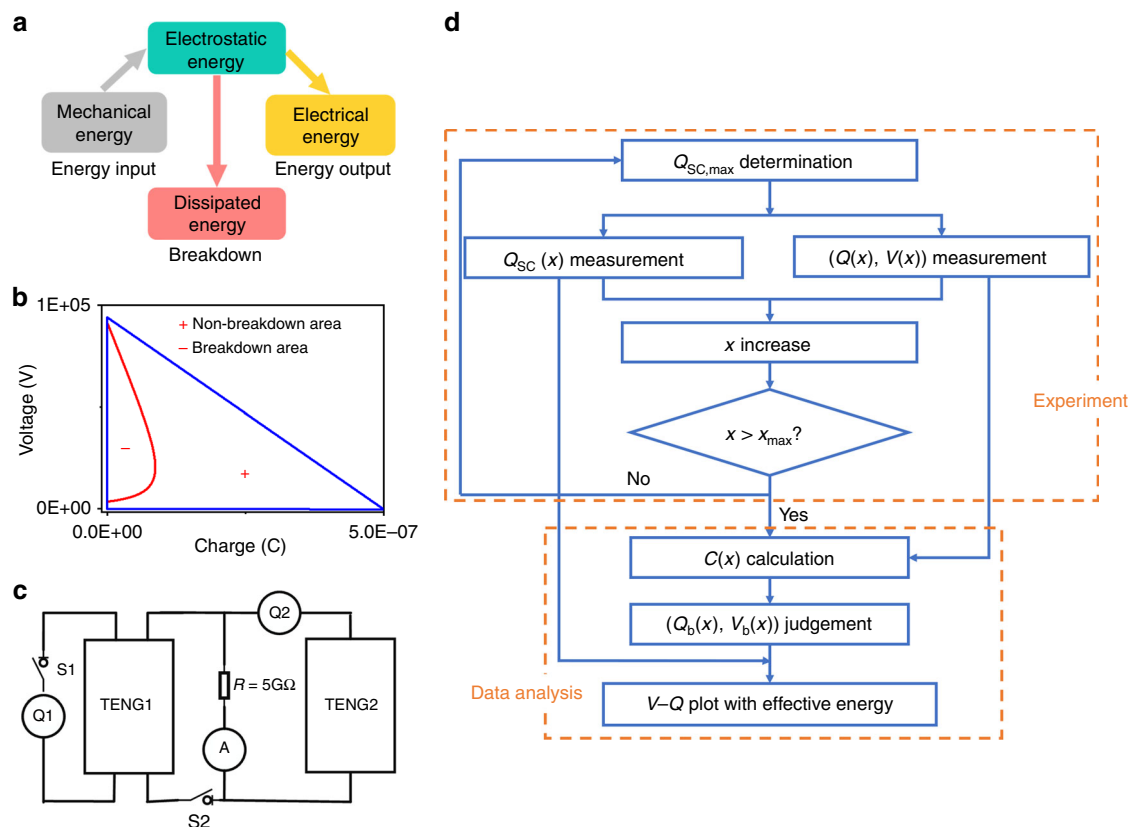 a
Electrostatic
energy
Mechanical
energy
Energy input
Electrical
energy
Energy output
Dissipated
energy
Breakdown
b
1E+05
+ Non-breakdown area
− Breakdown area
Voltage (V)
−
+
0E+00
0.0E+00
5.0E−07
Charge (C)
c
Q2
S1
Q1
TENG1
R = 5GΩ
TENG2
A
S2
d
Q_SC,max determination
Q_SC (x) measurement
(Q(x), V(x)) measurement
x increase
Experiment
x > x_max?
No
Yes
C(x) calculation
(Q_b(x), V_b(x)) judgement
Data analysis
V–Q plot with effective energy